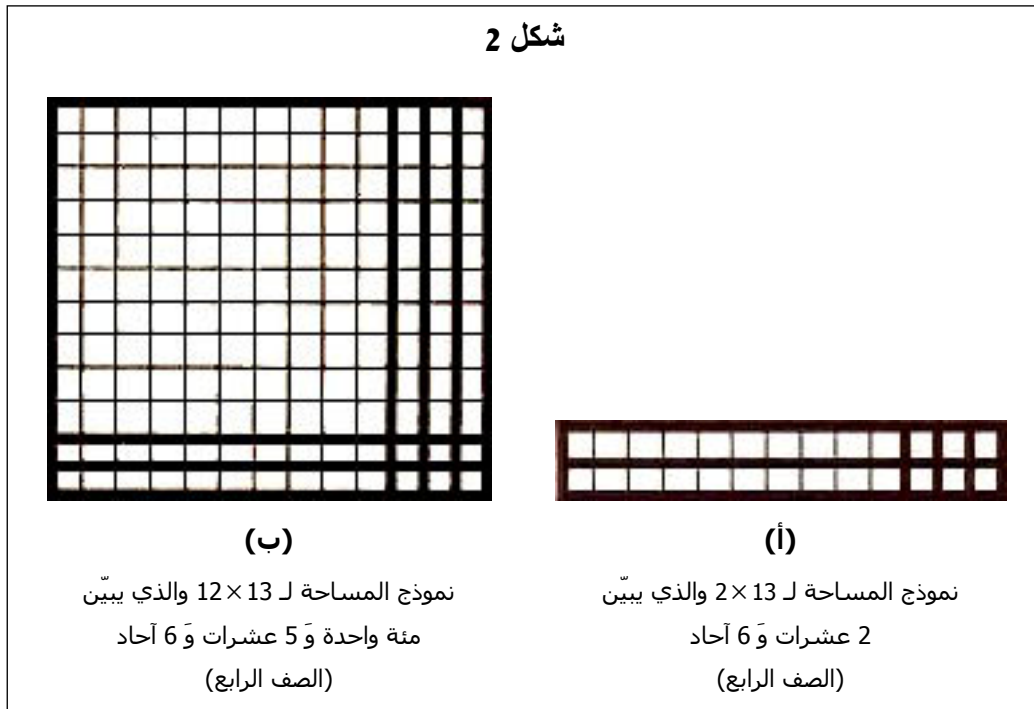 شكل 2
(أ)
نموذج المساحة لـ 13×2 والذي يبيّن
2 عشرات وَ 6 آحاد
(الصف الرابع)
(ب)
نموذج المساحة لـ 13×12 والذي يبيّن
مئة واحدة وَ 5 عشرات وَ 6 آحاد
(الصف الرابع)